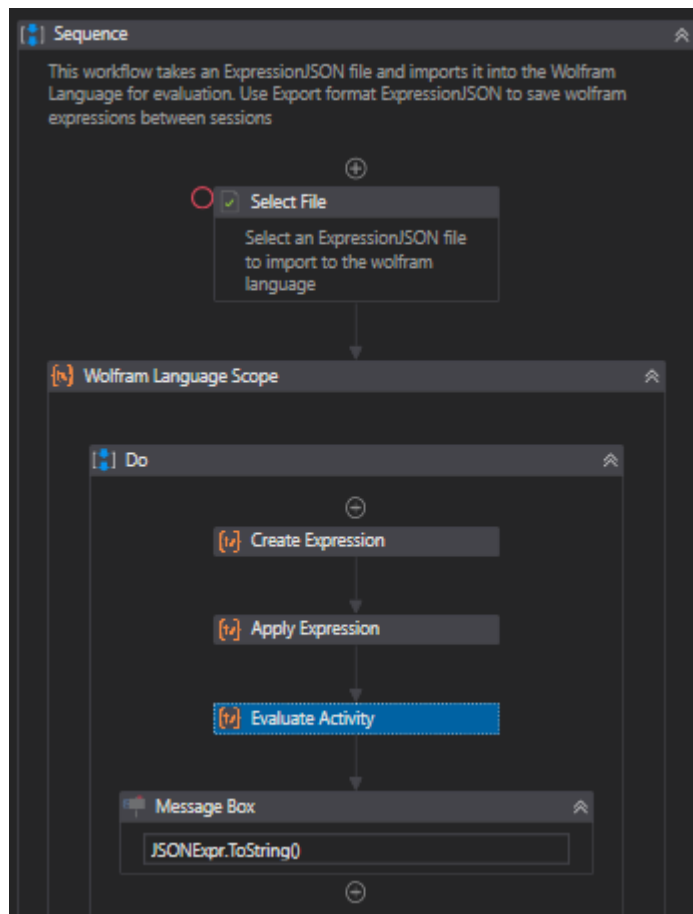 Sequence
This workflow takes an ExpressionJSON file and imports it into the Wolfram
Language for evaluation. Use Export format ExpressionJSON to save wolfram
expressions between sessions
Select File
Select an ExpressionJSON file
to import to the wolfram
language
Wolfram Language Scope
Do
Create Expression
Apply Expression
Evaluate Activity
Message Box
JSONExpr.ToString()